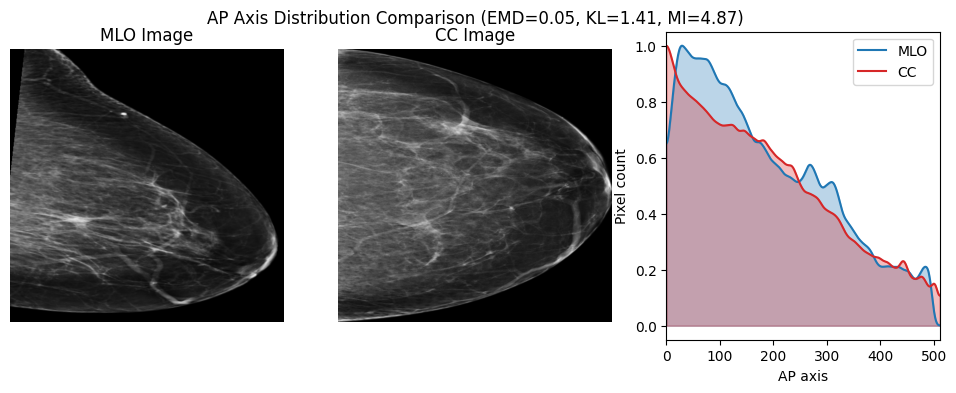 AP Axis Distribution Comparison (EMD=0.05, KL=1.41, MI=4.87)
MLO Image
CC Image
MLO
CC
Pixel count
1.0
0.8
0.6
0.4
0.2
0.0
0 100 200 300 400 500
AP axis